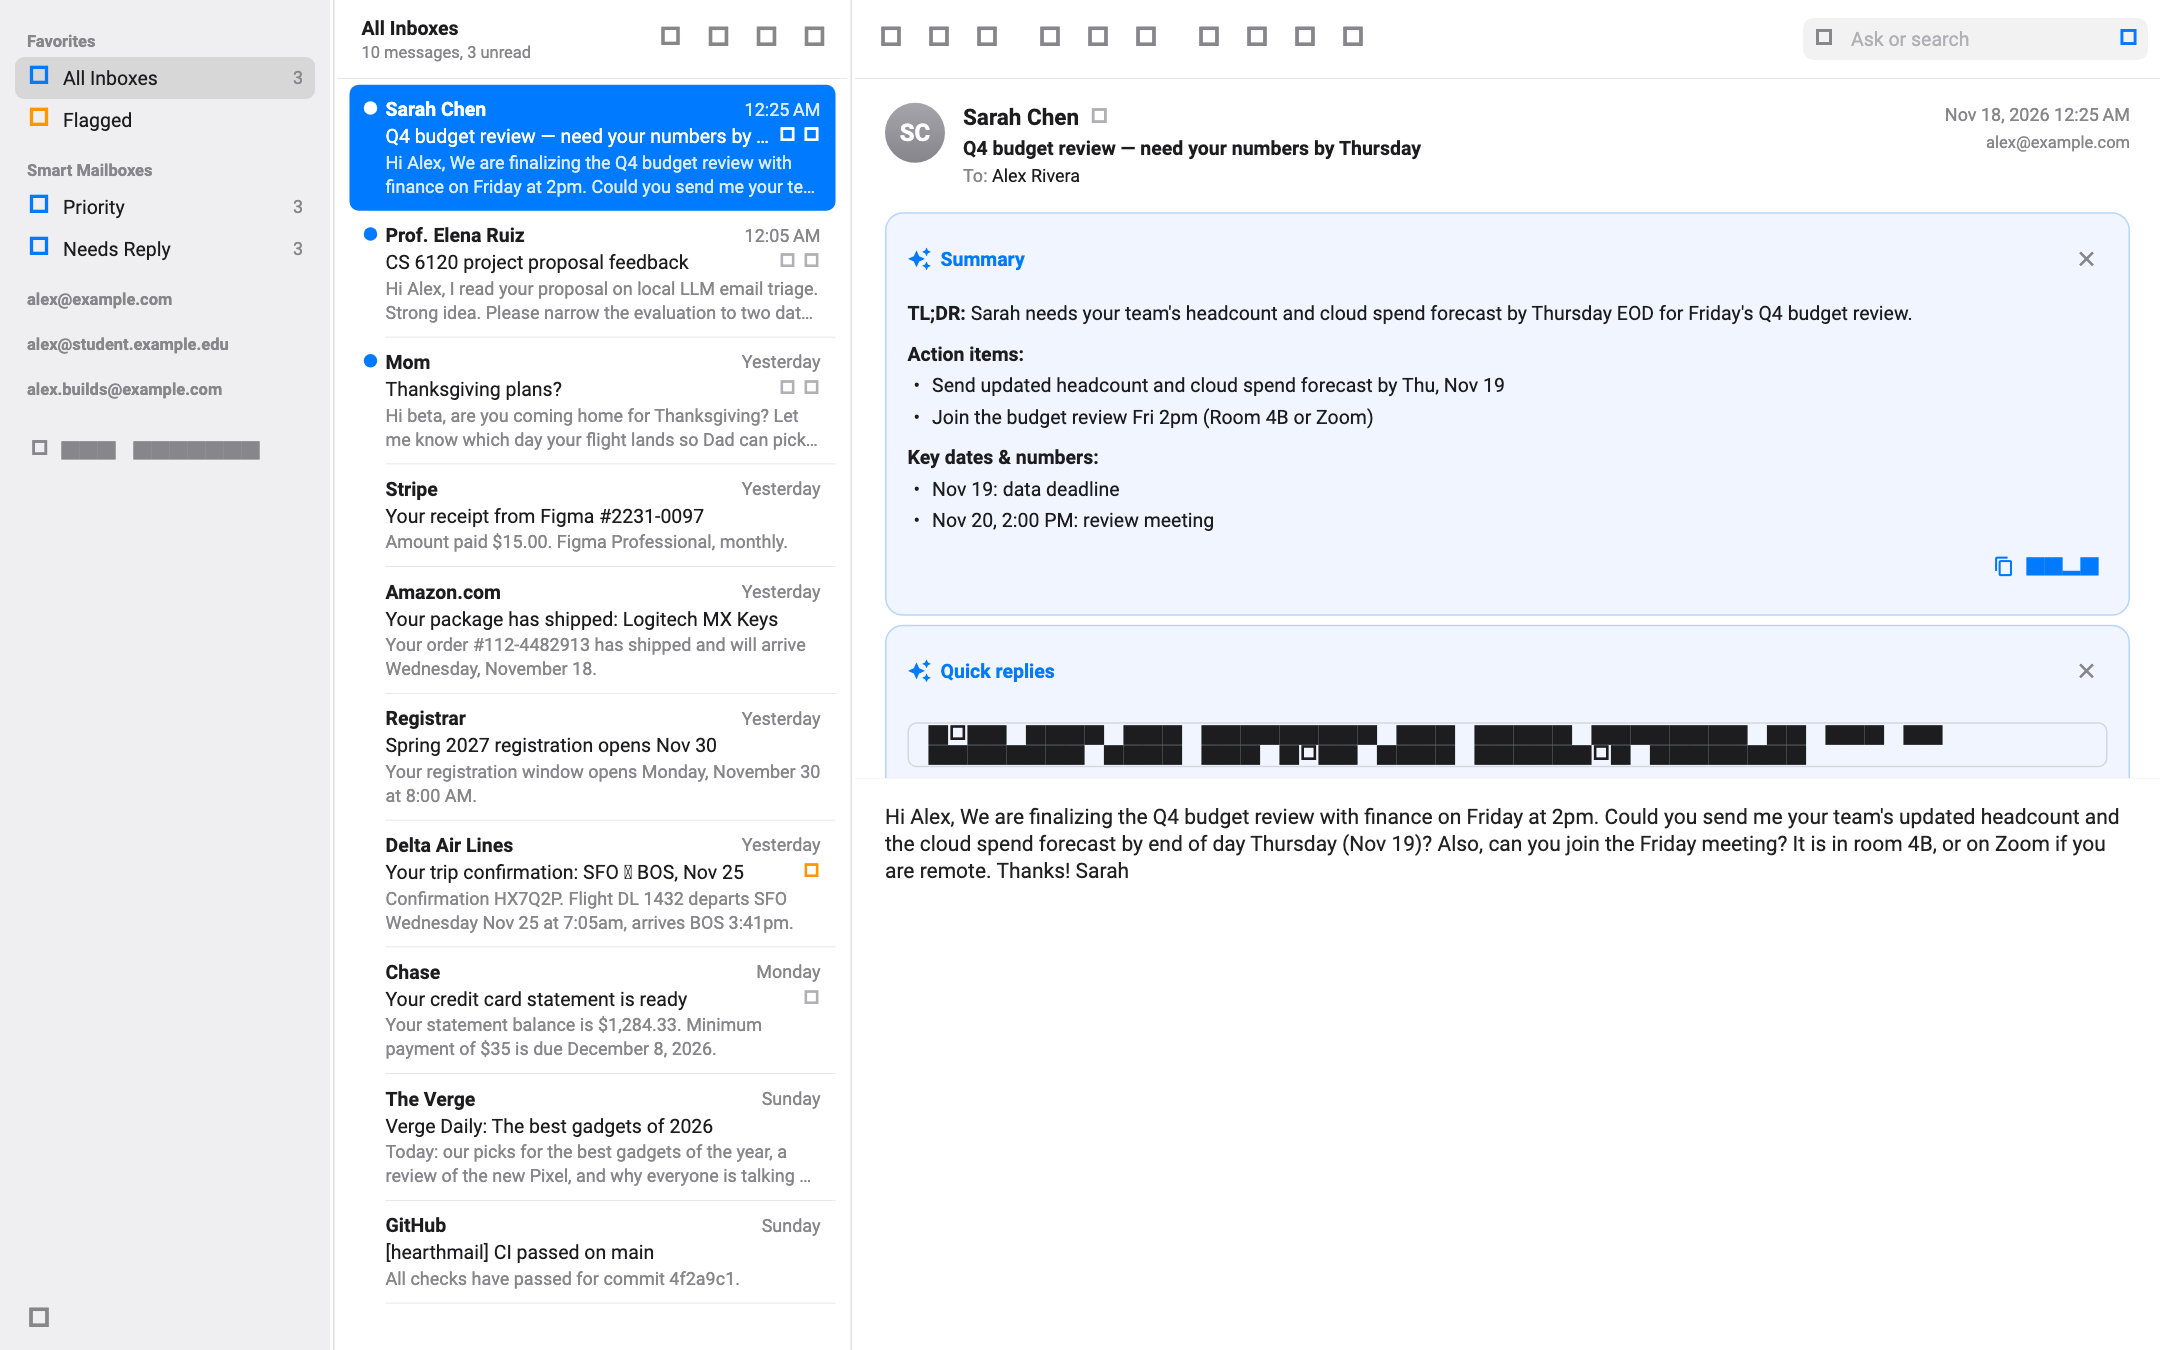 Favorites
All Inboxes 3
Flagged
Smart Mailboxes
Priority 3
Needs Reply 3
alex@example.com
alex@student.example.edu
alex.builds@example.com
All Inboxes
10 messages, 3 unread
Sarah Chen 12:25 AM
Q4 budget review — need your numbers by ...
Hi Alex, We are finalizing the Q4 budget review with
finance on Friday at 2pm. Could you send me your te...
Prof. Elena Ruiz 12:05 AM
CS 6120 project proposal feedback
Hi Alex, I read your proposal on local LLM email triage.
Strong idea. Please narrow the evaluation to two dat...
Mom Yesterday
Thanksgiving plans?
Hi beta, are you coming home for Thanksgiving? Let
me know which day your flight lands so Dad can pick...
Stripe Yesterday
Your receipt from Figma #2231-0097
Amount paid $15.00. Figma Professional, monthly.
Amazon.com Yesterday
Your package has shipped: Logitech MX Keys
Your order #112-4482913 has shipped and will arrive
Wednesday, November 18.
Registrar Yesterday
Spring 2027 registration opens Nov 30
Your registration window opens Monday, November 30
at 8:00 AM.
Delta Air Lines Yesterday
Your trip confirmation: SFO BOS, Nov 25
Confirmation HX7Q2P. Flight DL 1432 departs SFO
Wednesday Nov 25 at 7:05am, arrives BOS 3:41pm.
Chase Monday
Your credit card statement is ready
Your statement balance is $1,284.33. Minimum
payment of $35 is due December 8, 2026.
The Verge Sunday
Verge Daily: The best gadgets of 2026
Today: our picks for the best gadgets of the year, a
review of the new Pixel, and why everyone is talking ...
GitHub Sunday
[hearthmail] CI passed on main
All checks have passed for commit 4f2a9c1.
Ask or search
SC
Sarah Chen
Nov 18, 2026 12:25 AM
Q4 budget review — need your numbers by Thursday
alex@example.com
To: Alex Rivera
Summary
TL;DR: Sarah needs your team's headcount and cloud spend forecast by Thursday EOD for Friday's Q4 budget review.
Action items:
• Send updated headcount and cloud spend forecast by Thu, Nov 19
• Join the budget review Fri 2pm (Room 4B or Zoom)
Key dates & numbers:
• Nov 19: data deadline
• Nov 20, 2:00 PM: review meeting
Quick replies
Hi Alex, We are finalizing the Q4 budget review with finance on Friday at 2pm. Could you send me your team's updated headcount and
the cloud spend forecast by end of day Thursday (Nov 19)? Also, can you join the Friday meeting? It is in room 4B, or on Zoom if you
are remote. Thanks! Sarah